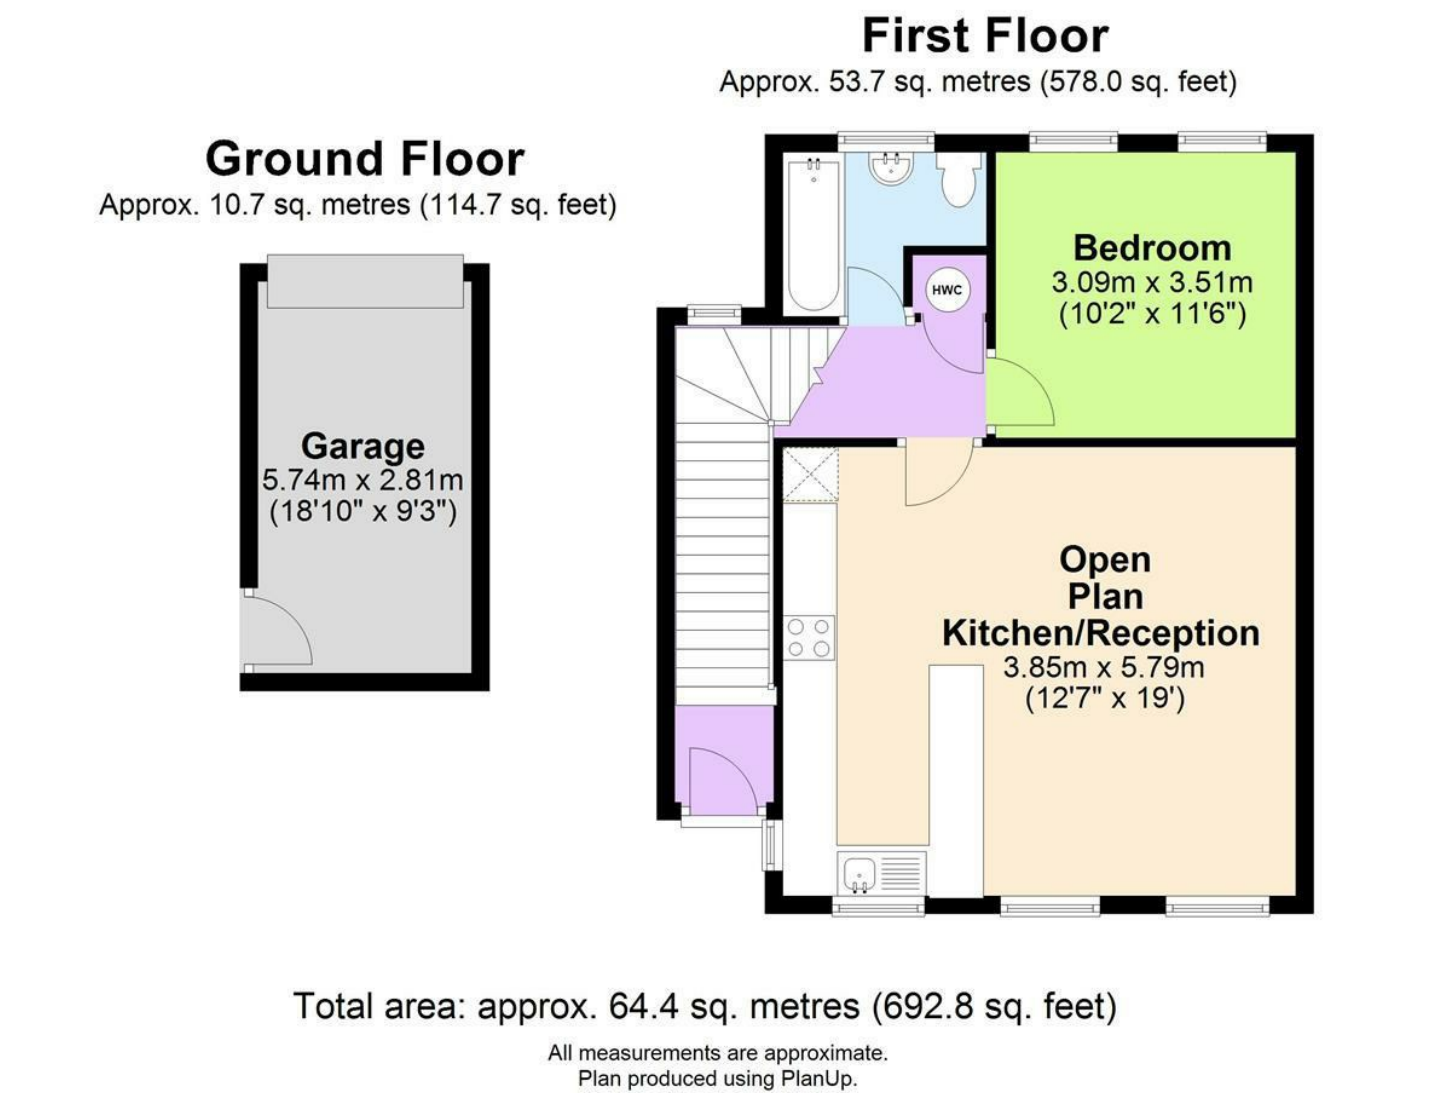 First Floor
Approx. 53.7 sq. metres (578.0 sq. feet)
Ground Floor
Approx. 10.7 sq. metres (114.7 sq. feet)
Bedroom
3.09m x 3.51m
(10'2" x 11'6")
HWC
Garage
5.74m x 2.81m
(18'10" x 9'3")
Open
Plan
Kitchen/Reception
3.85m x 5.79m
(12'7" x 19')
Total area: approx. 64.4 sq. metres (692.8 sq. feet)
All measurements are approximate.
Plan produced using PlanUp.